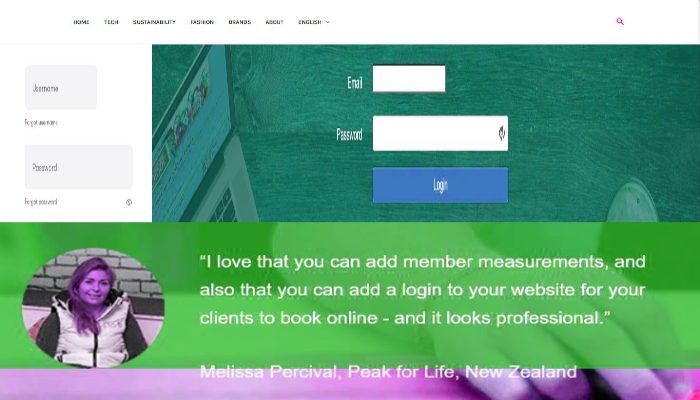 HOME TECH SUSTAINABILITY FASHION BRANDS ABOUT ENGLISH
Username
Forgot username
Password
Forgot password
Email
Password
Login
“I love that you can add member measurements, and
also that you can add a login to your website for your
clients to book online - and it looks professional.”
Melissa Percival, Peak for Life, New Zealand